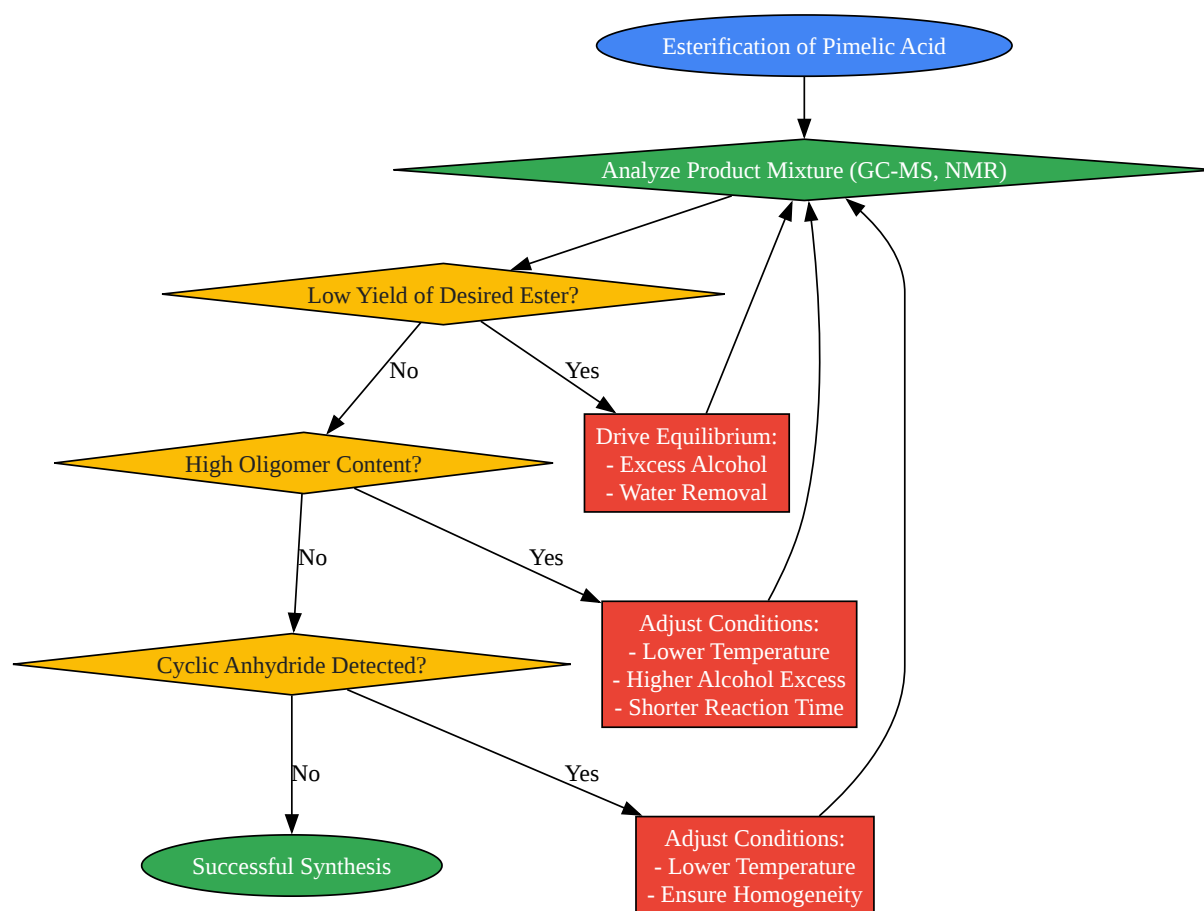 Esterification of Pimelic Acid
Analyze Product Mixture (GC-MS, NMR)
Low Yield of Desired Ester?
No
Yes
Drive Equilibrium:
- Excess Alcohol
- Water Removal
High Oligomer Content?
No
Yes
Adjust Conditions:
- Lower Temperature
- Higher Alcohol Excess
- Shorter Reaction Time
Cyclic Anhydride Detected?
No
Yes
Adjust Conditions:
- Lower Temperature
- Ensure Homogeneity
Successful Synthesis